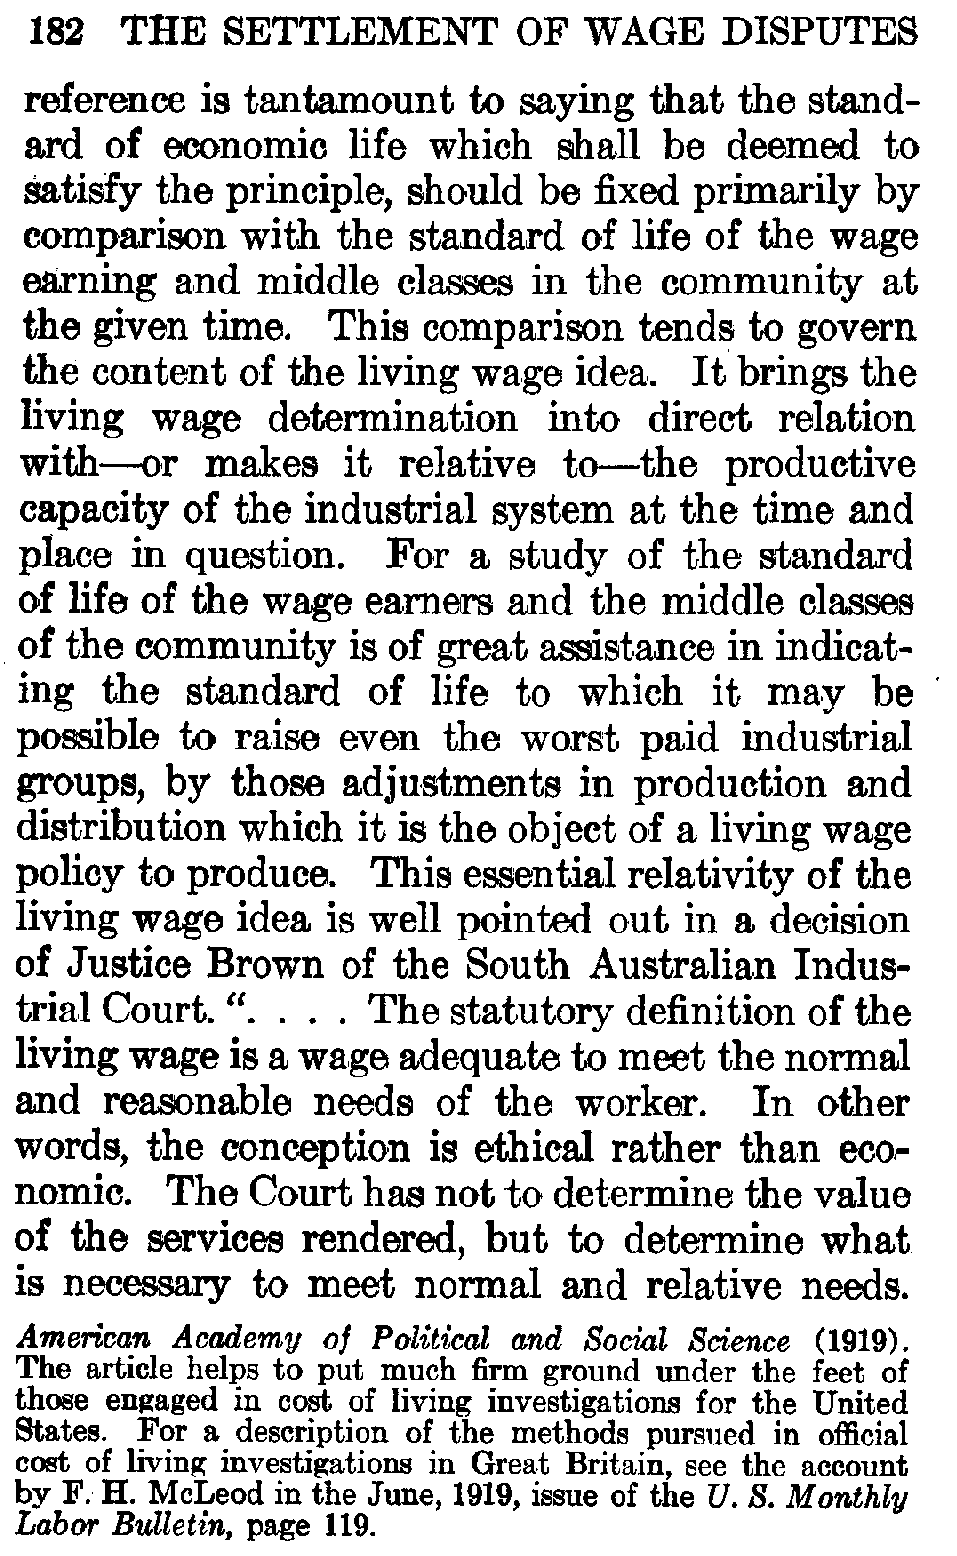 182 THE SETTLEMENT OF WAGE DISPUTES
reference is tantamount to saying that the stand-
ard of economic life which shall be deemed to
satisfy the principle, should be fixed primarily by
comparison with the standard of life of the wage
earning and middle classes in the community at
the given time. This comparison tends to govern
the content of the living wage idea. It brings the
living wage determination into direct relation
with—or makes it relative to—the productive
capacity of the industrial system at the time and
place in question. For a study of the standard
of life of the wage earners and the middle classes
of the community is of great assistance in indicat-
ing the standard of life to which it may be
possible to raise even the worst paid industrial
groups, by those adjustments in production and
distribution which it is the object of a living wage
policy to produce. This essential relativity of the
living wage idea is well pointed out in a decision
of Justice Brown of the South Australian Indus-
trial Court. “. . . . The statutory definition of the
living wage is a wage adequate to meet the normal
and reasonable needs of the worker. In other
words, the conception is ethical rather than eco-
nomic. The Court has not to determine the value
of the services rendered, but to determine what
is necessary to meet normal and relative needs.
American Academy of Political and Social Science (1919).
The article helps to put much firm ground under the feet of
those engaged in cost of living investigations for the United
States. For a description of the methods pursued in official
cost of living investigations in Great Britain, see the account
by F. H. McLeod in the June, 1919, issue of the U. S. Monthly
Labor Bulletin, page 119.